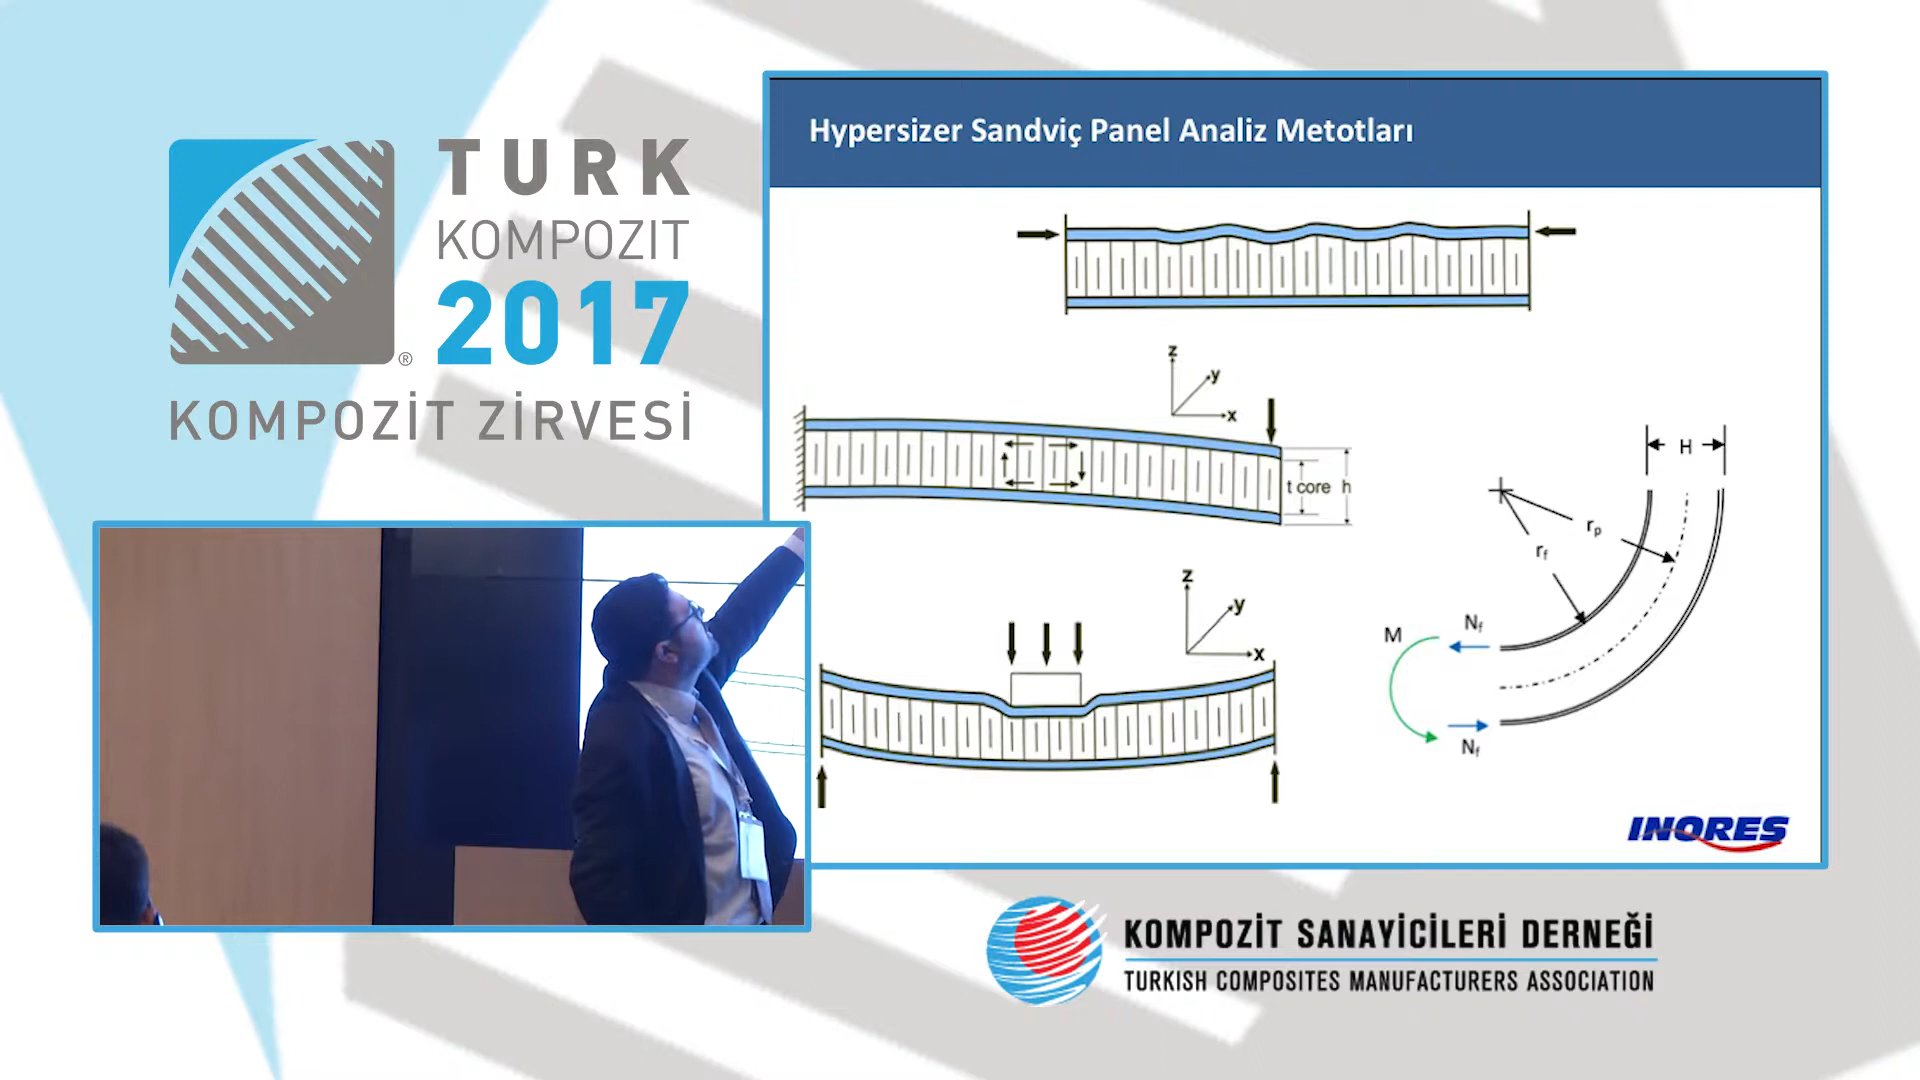 TURK
KOMPOZIT
2017
®
KOMPOZİT ZİRVESİ
Hypersizer Sandviç Panel Analiz Metotları
z
y
x
t core h
z
y
x
H
rp
rf
M
Nf
Nf
INORES
KOMPOZİT SANAYİCİLERİ DERNEĞİ
TURKISH COMPOSITES MANUFACTURERS ASSOCIATION